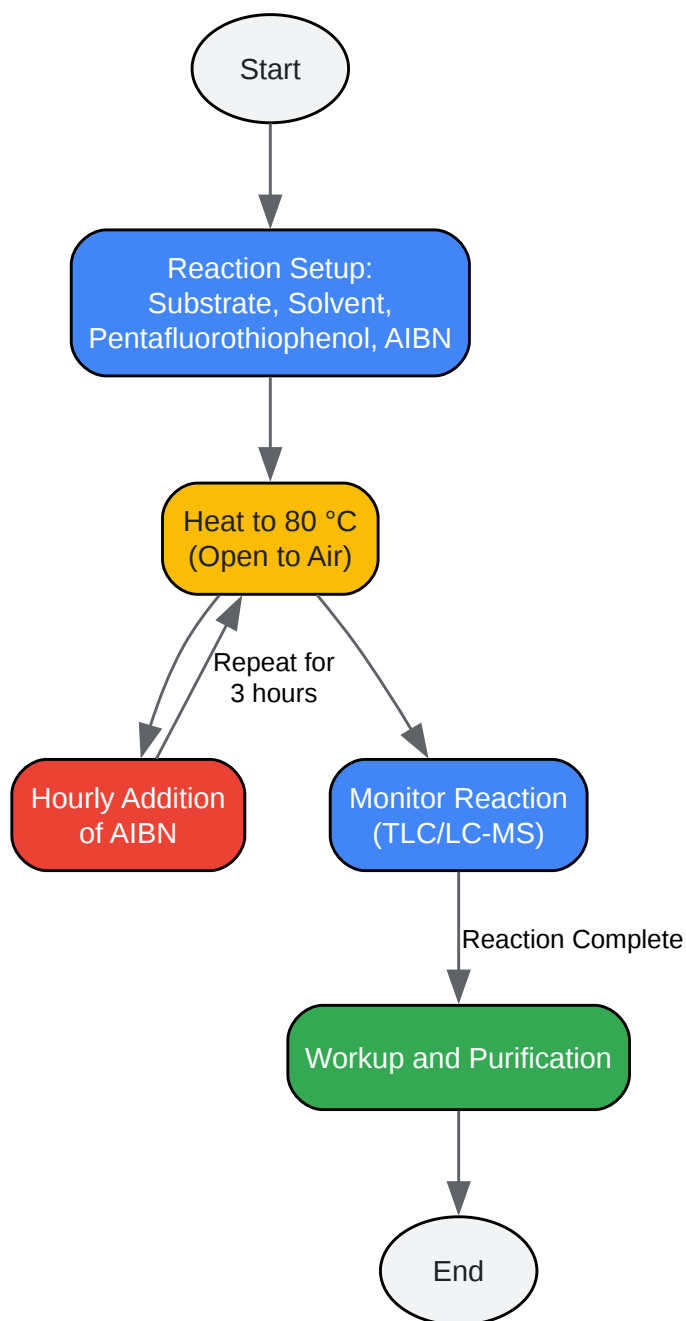 Start
Reaction Setup:
Substrate, Solvent,
Pentafluorothiophenol, AIBN
Heat to 80 °C
(Open to Air)
Repeat for
3 hours
Hourly Addition
of AIBN
Monitor Reaction
(TLC/LC-MS)
Reaction Complete
Workup and Purification
End